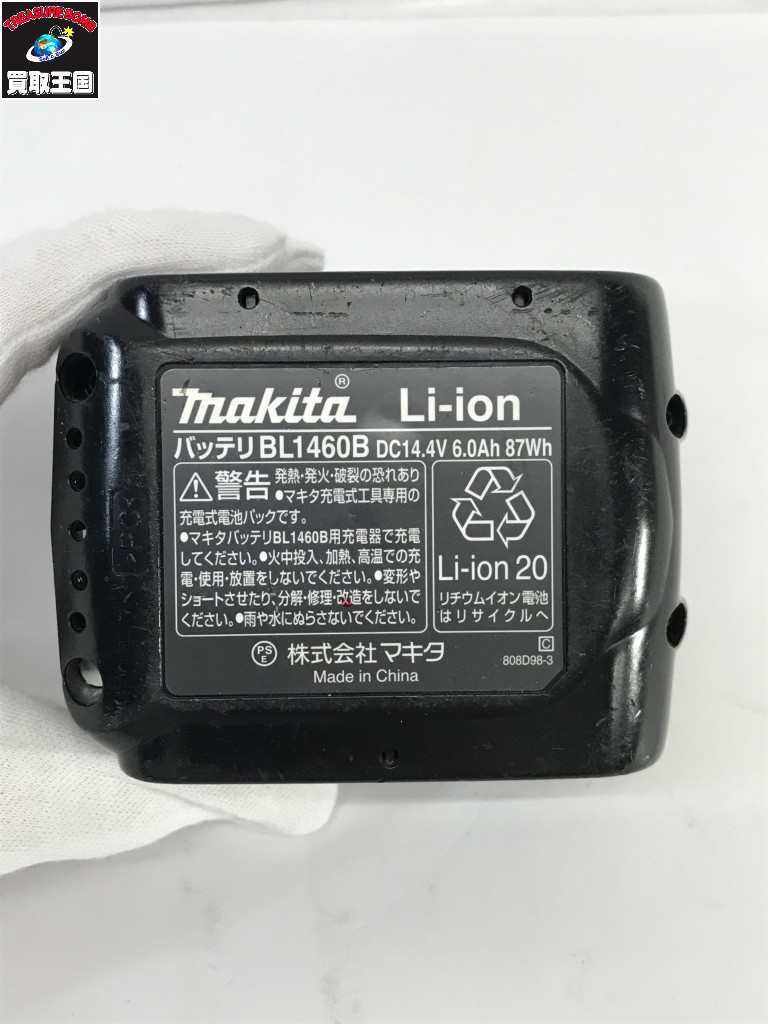 TREASURE BOMB
買取王国
makita® Li-ion
バッテリ BL1460B DC14.4V 6.0Ah 87Wh
警告 発熱・発火・破裂の恐れあり
●マキタ充電式工具専用の
充電式電池パックです。
●マキタバッテリBL1460B用充電器で充電
してください。●火中投入、加熱、高温での充
電・使用・放置をしないでください。●変形や
ショートさせたり、分解・修理・改造をしないで
ください。●雨や水にぬらさないでください。
Li-ion 20
リチウムイオン電池
はリサイクルへ
PSE 株式会社 マキタ
Made in China
C
808D98-3